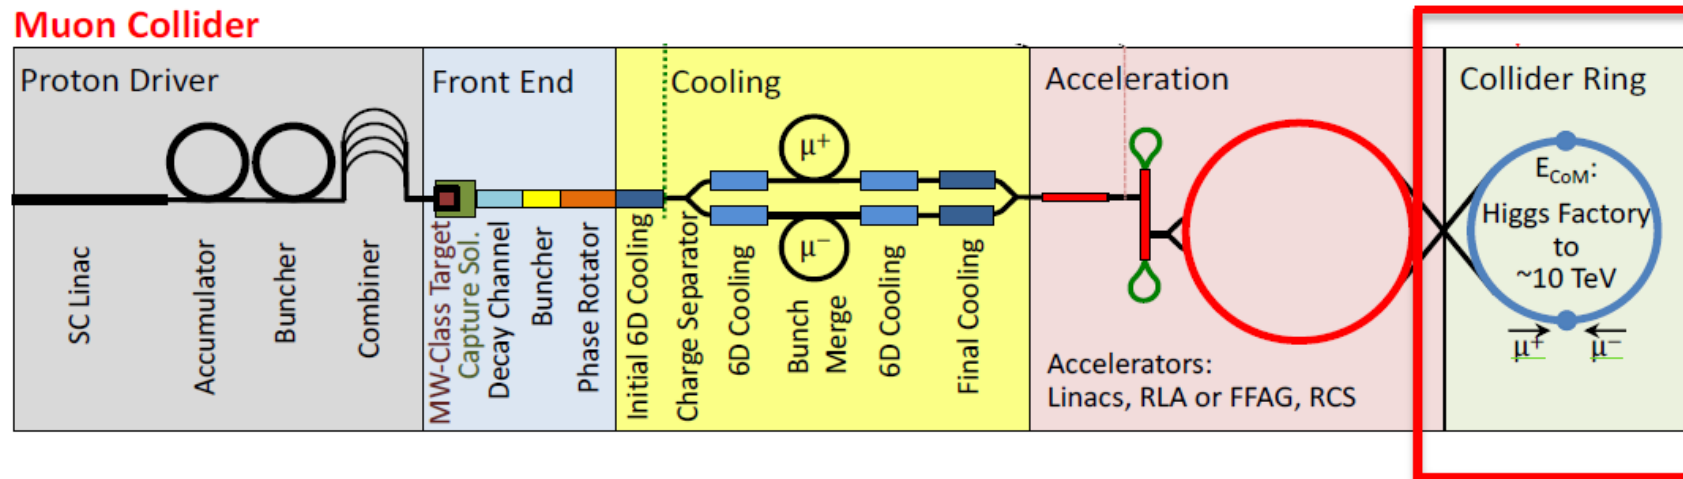 Muon Collider
Proton Driver
SC Linac
Accumulator
Buncher
Combiner
Front End
MW-Class Target
Capture Sol.
Decay Channel
Buncher
Phase Rotator
Cooling
Initial 6D Cooling
Charge Separator
6D Cooling
μ+
μ−
Bunch
Merge
6D Cooling
Final Cooling
Acceleration
Accelerators:
Linacs, RLA or FFAG, RCS
Collider Ring
ECoM:
Higgs Factory
to
~10 TeV
μ+ μ−